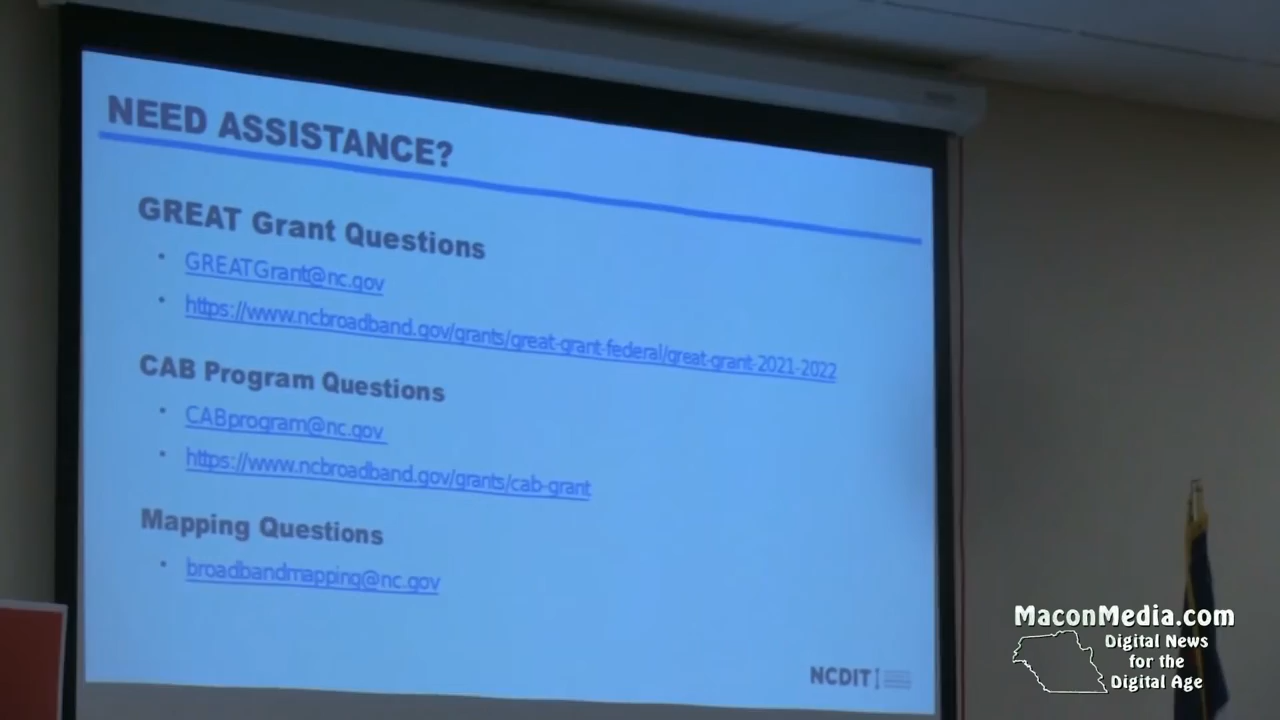 NEED ASSISTANCE?
GREAT Grant Questions
• GREATGrant@nc.gov
• https://www.ncbroadband.gov/grants/great-grant-federal/great-grant-2021-2022
CAB Program Questions
• CABprogram@nc.gov
• https://www.ncbroadband.gov/grants/cab-grant
Mapping Questions
• broadbandmapping@nc.gov
NCDIT
MaconMedia.com
Digital News
for the
Digital Age